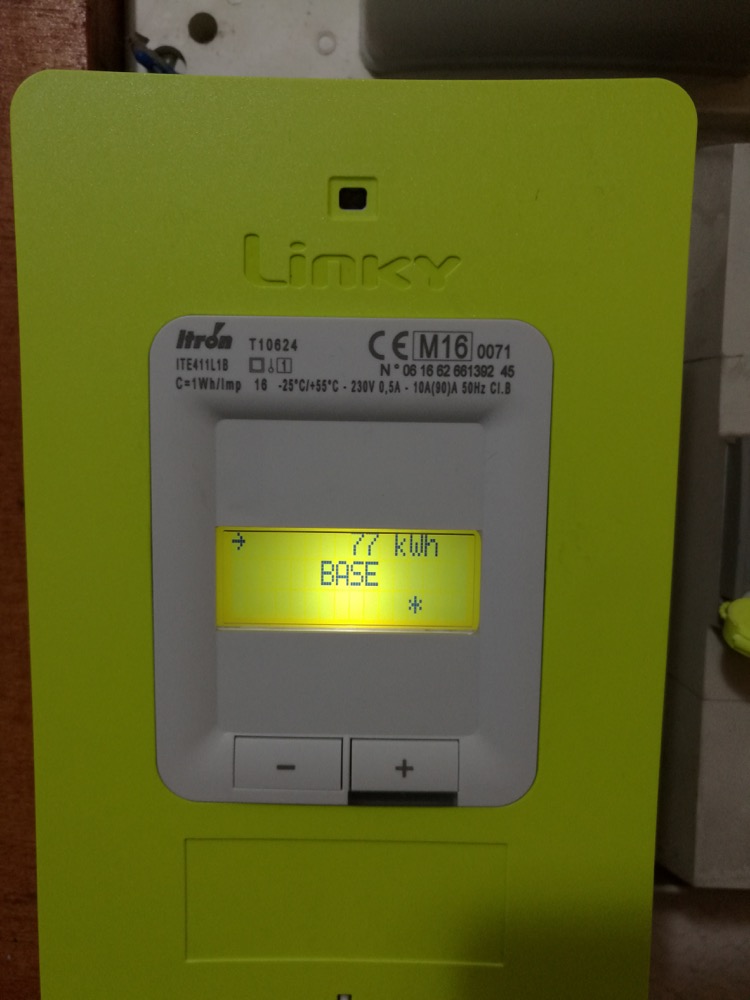 Linky
Itron T10624 CE M16 0071
ITE411L1B 1 N° 06 16 62 661392 45
C=1Wh/Imp 16 -25°C/+55°C - 230V 0,5A - 10A(90)A 50Hz Cl.B
→ 77 kWh
BASE
*
- +